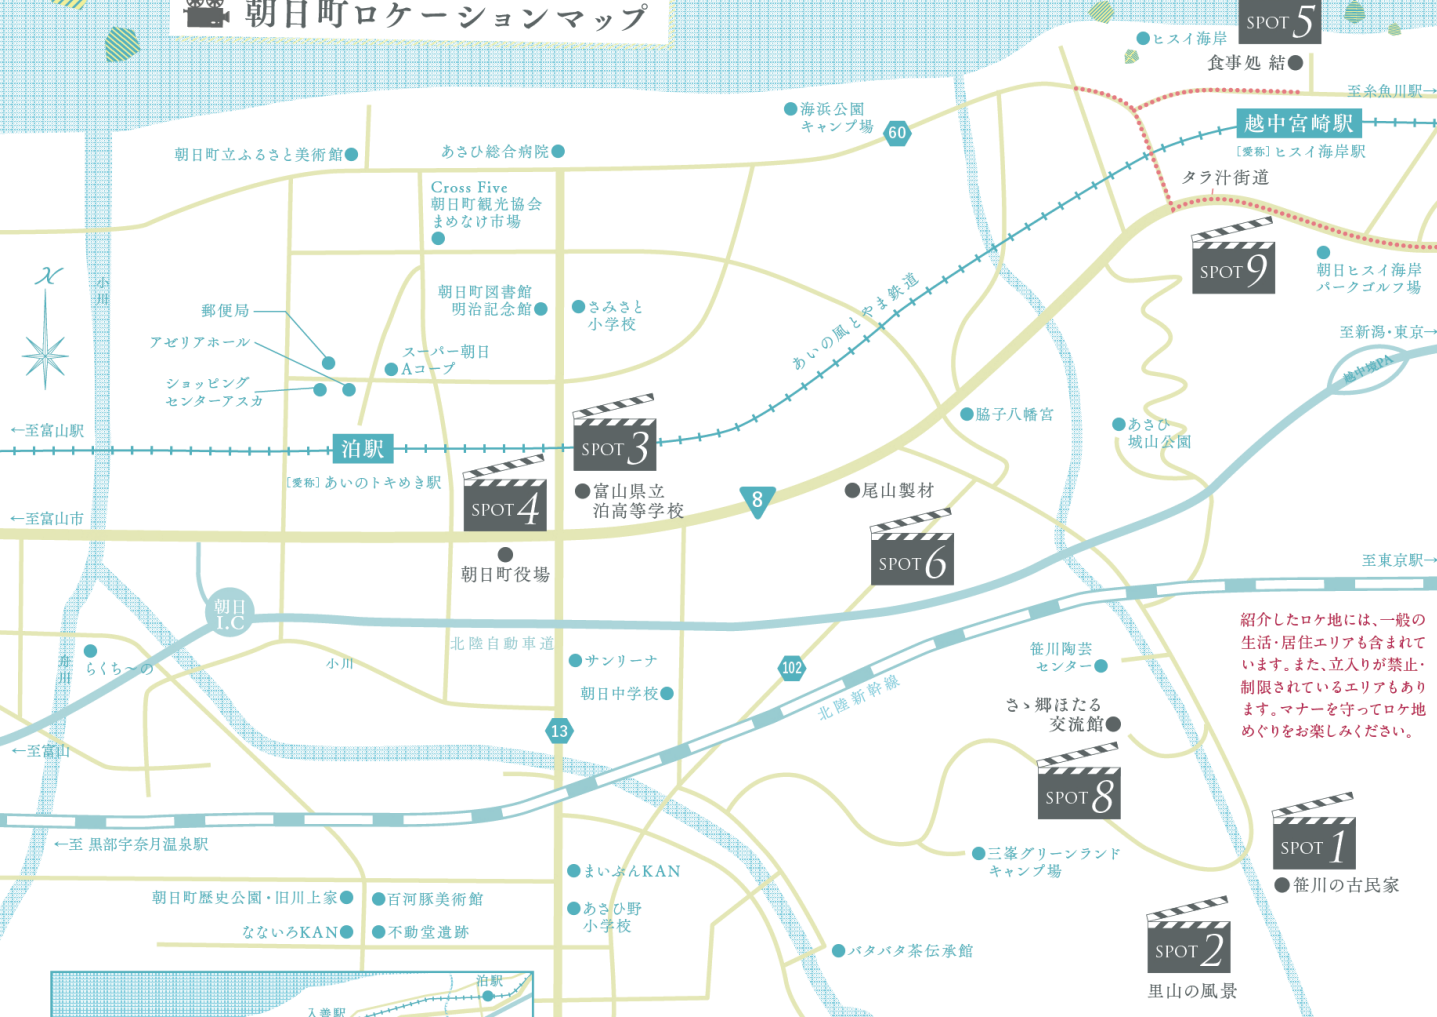 朝日町ロケーションマップ
SPOT 5
ヒスイ海岸
食事処 結
至糸魚川駅→
海浜公園
キャンプ場
60
越中宮崎駅
［愛称］ヒスイ海岸駅
タラ汁街道
朝日町立ふるさと美術館
あさひ総合病院
Cross Five
朝日町観光協会
まめなけ市場
SPOT 9
朝日ヒスイ海岸
パークゴルフ場
小川
朝日町図書館
明治記念館
さみさと
小学校
あいの風とやま鉄道
郵便局
アゼリアホール
スーパー朝日
Aコープ
ショッピング
センターアスカ
至新潟・東京→
越中境PA
←至富山駅
泊駅
［愛称］あいのトキめき駅
SPOT 3
富山県立
泊高等学校
SPOT 4
朝日町役場
脇子八幡宮
あさひ
城山公園
←至富山市
8
尾山製材
SPOT 6
至東京駅→
朝日
I.C
北陸自動車道
小川
舟川
らくち～の
←至富山
サンリーナ
朝日中学校
102
13
北陸新幹線
笹川陶芸
センター
さゝ郷ほたる
交流館
SPOT 8
紹介したロケ地には、一般の
生活・居住エリアも含まれて
います。また、立入りが禁止・
制限されているエリアもあり
ます。マナーを守ってロケ地
めぐりをお楽しみください。
←至 黒部宇奈月温泉駅
三峯グリーンランド
キャンプ場
SPOT 1
笹川の古民家
朝日町歴史公園・旧川上家
百河豚美術館
なないろKAN
不動堂遺跡
まいぶんKAN
あさひ野
小学校
バタバタ茶伝承館
SPOT 2
里山の風景
泊駅
入善駅